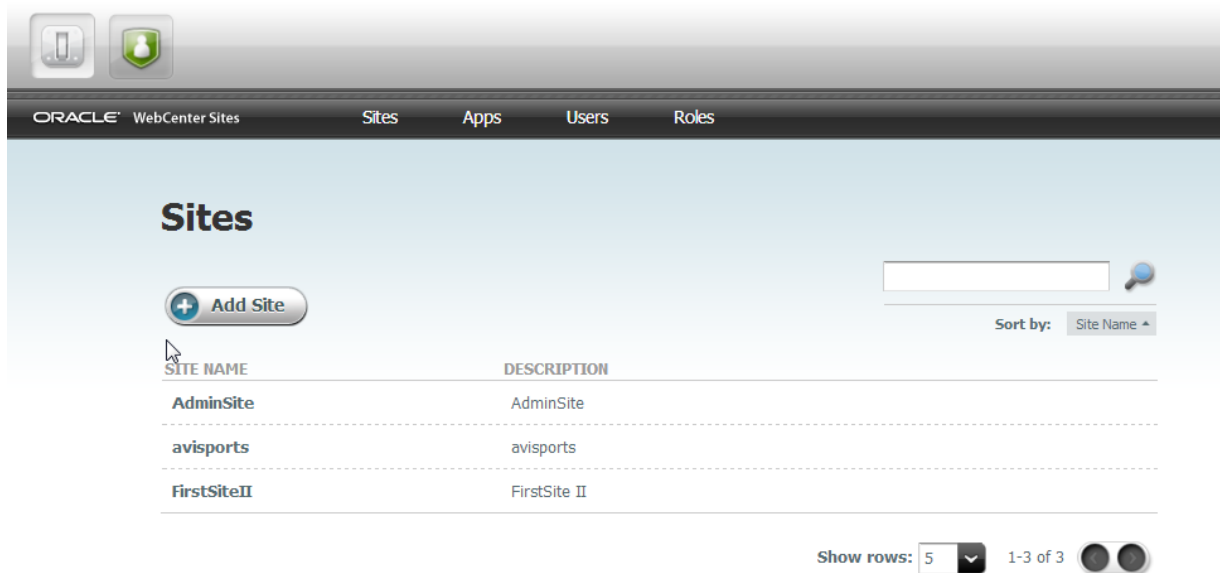 ORACLE WebCenter Sites Sites Apps Users Roles
Sites
Add Site
Sort by: Site Name
SITE NAME DESCRIPTION
AdminSite AdminSite
avisports avisports
FirstSiteII FirstSite II
Show rows: 5 1-3 of 3